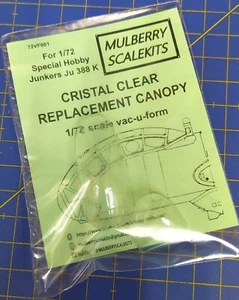 72VF001
For 1/72
Special Hobby
Junkers Ju 388 K
MULBERRY
SCALEKITS
CRISTAL CLEAR
REPLACEMENT CANOPY
1/72 scale vac-u-form